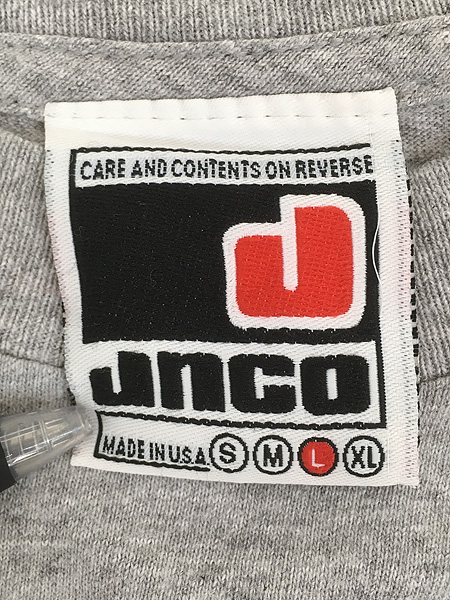 CARE AND CONTENTS ON REVERSE
J
JNCO
MADE IN U.S.A S M L XL